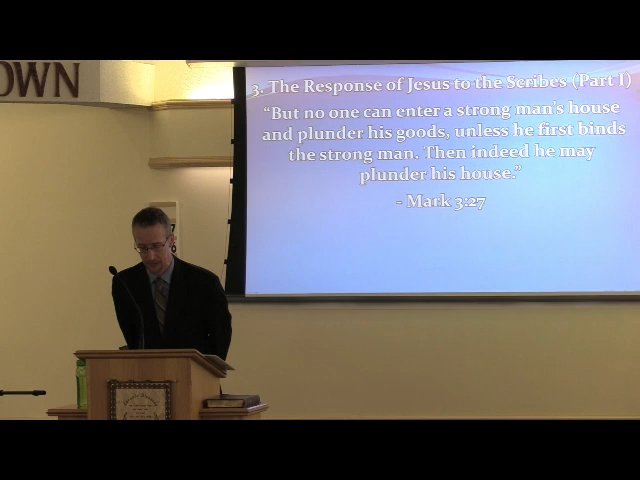 OWN
3. The Response of Jesus to the Scribes (Part I)
“But no one can enter a strong man's house
and plunder his goods, unless he first binds
the strong man. Then indeed he may
plunder his house.”
- Mark 3:27